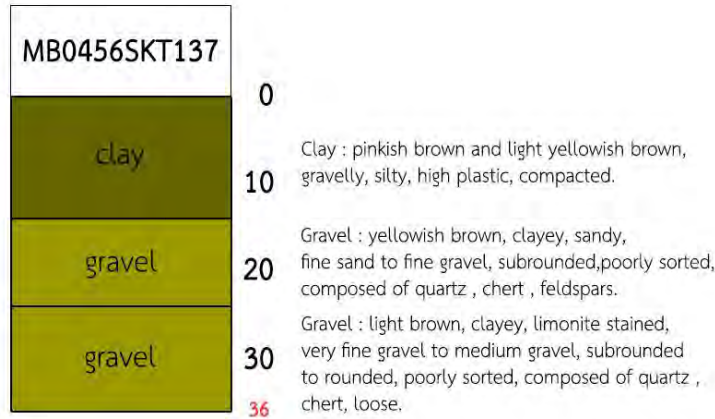 MB0456SKT137
0
clay
Clay : pinkish brown and light yellowish brown,
gravelly, silty, high plastic, compacted.
10
Gravel : yellowish brown, clayey, sandy,
gravel
20
fine sand to fine gravel, subrounded,poorly sorted,
composed of quartz , chert , feldspars.
Gravel : light brown, clayey, limonite stained,
gravel
30
very fine gravel to medium gravel, subrounded
to rounded, poorly sorted, composed of quartz ,
36
chert, loose.